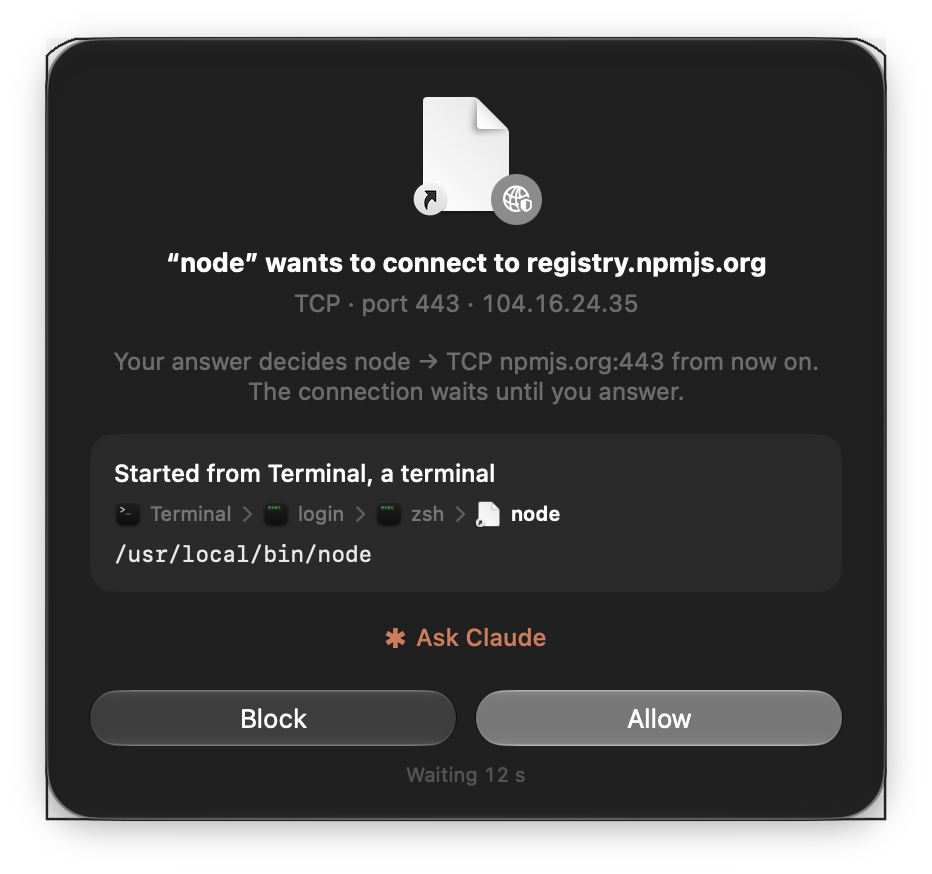 “node” wants to connect to registry.npmjs.org
TCP · port 443 · 104.16.24.35
Your answer decides node → TCP npmjs.org:443 from now on.
The connection waits until you answer.
Started from Terminal, a terminal
Terminal > login > zsh > node
/usr/local/bin/node
✱ Ask Claude
Block
Allow
Waiting 12 s